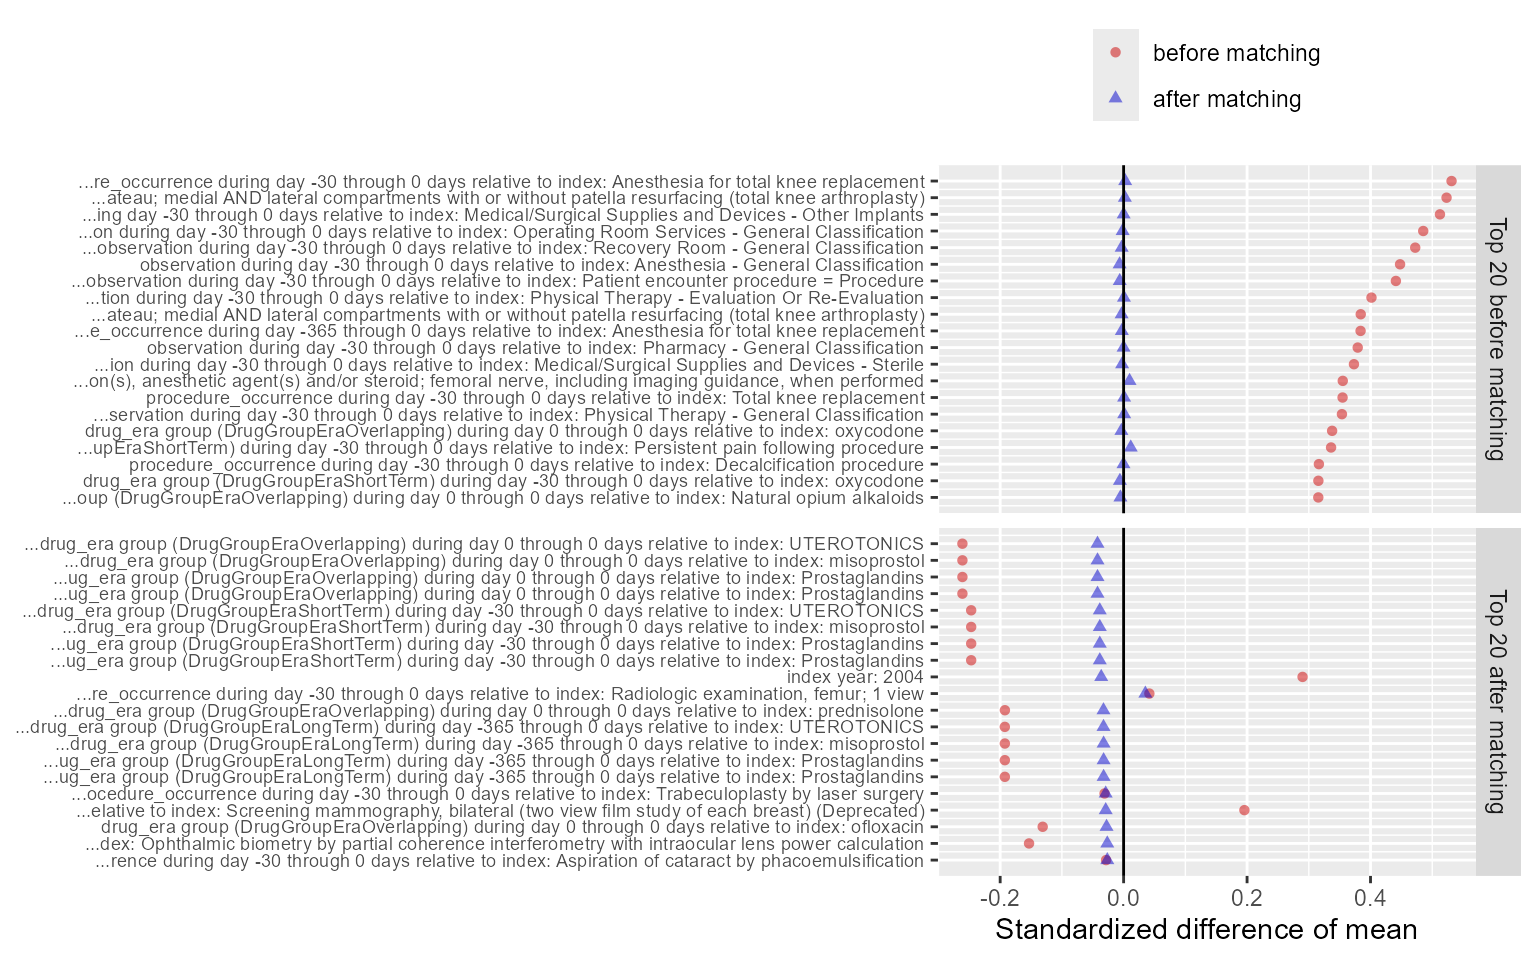 before matching
after matching
...re_occurrence during day -30 through 0 days relative to index: Anesthesia for total knee replacement
...ateau; medial AND lateral compartments with or without patella resurfacing (total knee arthroplasty)
...ing day -30 through 0 days relative to index: Medical/Surgical Supplies and Devices - Other Implants
...on during day -30 through 0 days relative to index: Operating Room Services - General Classification
...observation during day -30 through 0 days relative to index: Recovery Room - General Classification
observation during day -30 through 0 days relative to index: Anesthesia - General Classification
...observation during day -30 through 0 days relative to index: Patient encounter procedure = Procedure
...tion during day -30 through 0 days relative to index: Physical Therapy - Evaluation Or Re-Evaluation
...ateau; medial AND lateral compartments with or without patella resurfacing (total knee arthroplasty)
...e_occurrence during day -365 through 0 days relative to index: Anesthesia for total knee replacement
observation during day -30 through 0 days relative to index: Pharmacy - General Classification
...ion during day -30 through 0 days relative to index: Medical/Surgical Supplies and Devices - Sterile
...on(s), anesthetic agent(s) and/or steroid; femoral nerve, including imaging guidance, when performed
procedure_occurrence during day -30 through 0 days relative to index: Total knee replacement
...servation during day -30 through 0 days relative to index: Physical Therapy - General Classification
drug_era group (DrugGroupEraOverlapping) during day 0 through 0 days relative to index: oxycodone
...upEraShortTerm) during day -30 through 0 days relative to index: Persistent pain following procedure
procedure_occurrence during day -30 through 0 days relative to index: Decalcification procedure
drug_era group (DrugGroupEraShortTerm) during day -30 through 0 days relative to index: oxycodone
...oup (DrugGroupEraOverlapping) during day 0 through 0 days relative to index: Natural opium alkaloids
Top 20 before matching
...drug_era group (DrugGroupEraOverlapping) during day 0 through 0 days relative to index: UTEROTONICS
...drug_era group (DrugGroupEraOverlapping) during day 0 through 0 days relative to index: misoprostol
...ug_era group (DrugGroupEraOverlapping) during day 0 through 0 days relative to index: Prostaglandins
...ug_era group (DrugGroupEraOverlapping) during day 0 through 0 days relative to index: Prostaglandins
...drug_era group (DrugGroupEraShortTerm) during day -30 through 0 days relative to index: UTEROTONICS
...drug_era group (DrugGroupEraShortTerm) during day -30 through 0 days relative to index: misoprostol
...ug_era group (DrugGroupEraShortTerm) during day -30 through 0 days relative to index: Prostaglandins
...ug_era group (DrugGroupEraShortTerm) during day -30 through 0 days relative to index: Prostaglandins
index year: 2004
...re_occurrence during day -30 through 0 days relative to index: Radiologic examination, femur; 1 view
...drug_era group (DrugGroupEraOverlapping) during day 0 through 0 days relative to index: prednisolone
...drug_era group (DrugGroupEraLongTerm) during day -365 through 0 days relative to index: UTEROTONICS
...drug_era group (DrugGroupEraLongTerm) during day -365 through 0 days relative to index: misoprostol
...ug_era group (DrugGroupEraLongTerm) during day -365 through 0 days relative to index: Prostaglandins
...ug_era group (DrugGroupEraLongTerm) during day -365 through 0 days relative to index: Prostaglandins
...ocedure_occurrence during day -30 through 0 days relative to index: Trabeculoplasty by laser surgery
...elative to index: Screening mammography, bilateral (two view film study of each breast) (Deprecated)
drug_era group (DrugGroupEraOverlapping) during day 0 through 0 days relative to index: ofloxacin
...dex: Ophthalmic biometry by partial coherence interferometry with intraocular lens power calculation
...rence during day -30 through 0 days relative to index: Aspiration of cataract by phacoemulsification
Top 20 after matching
-0.2 0.0 0.2 0.4
Standardized difference of mean